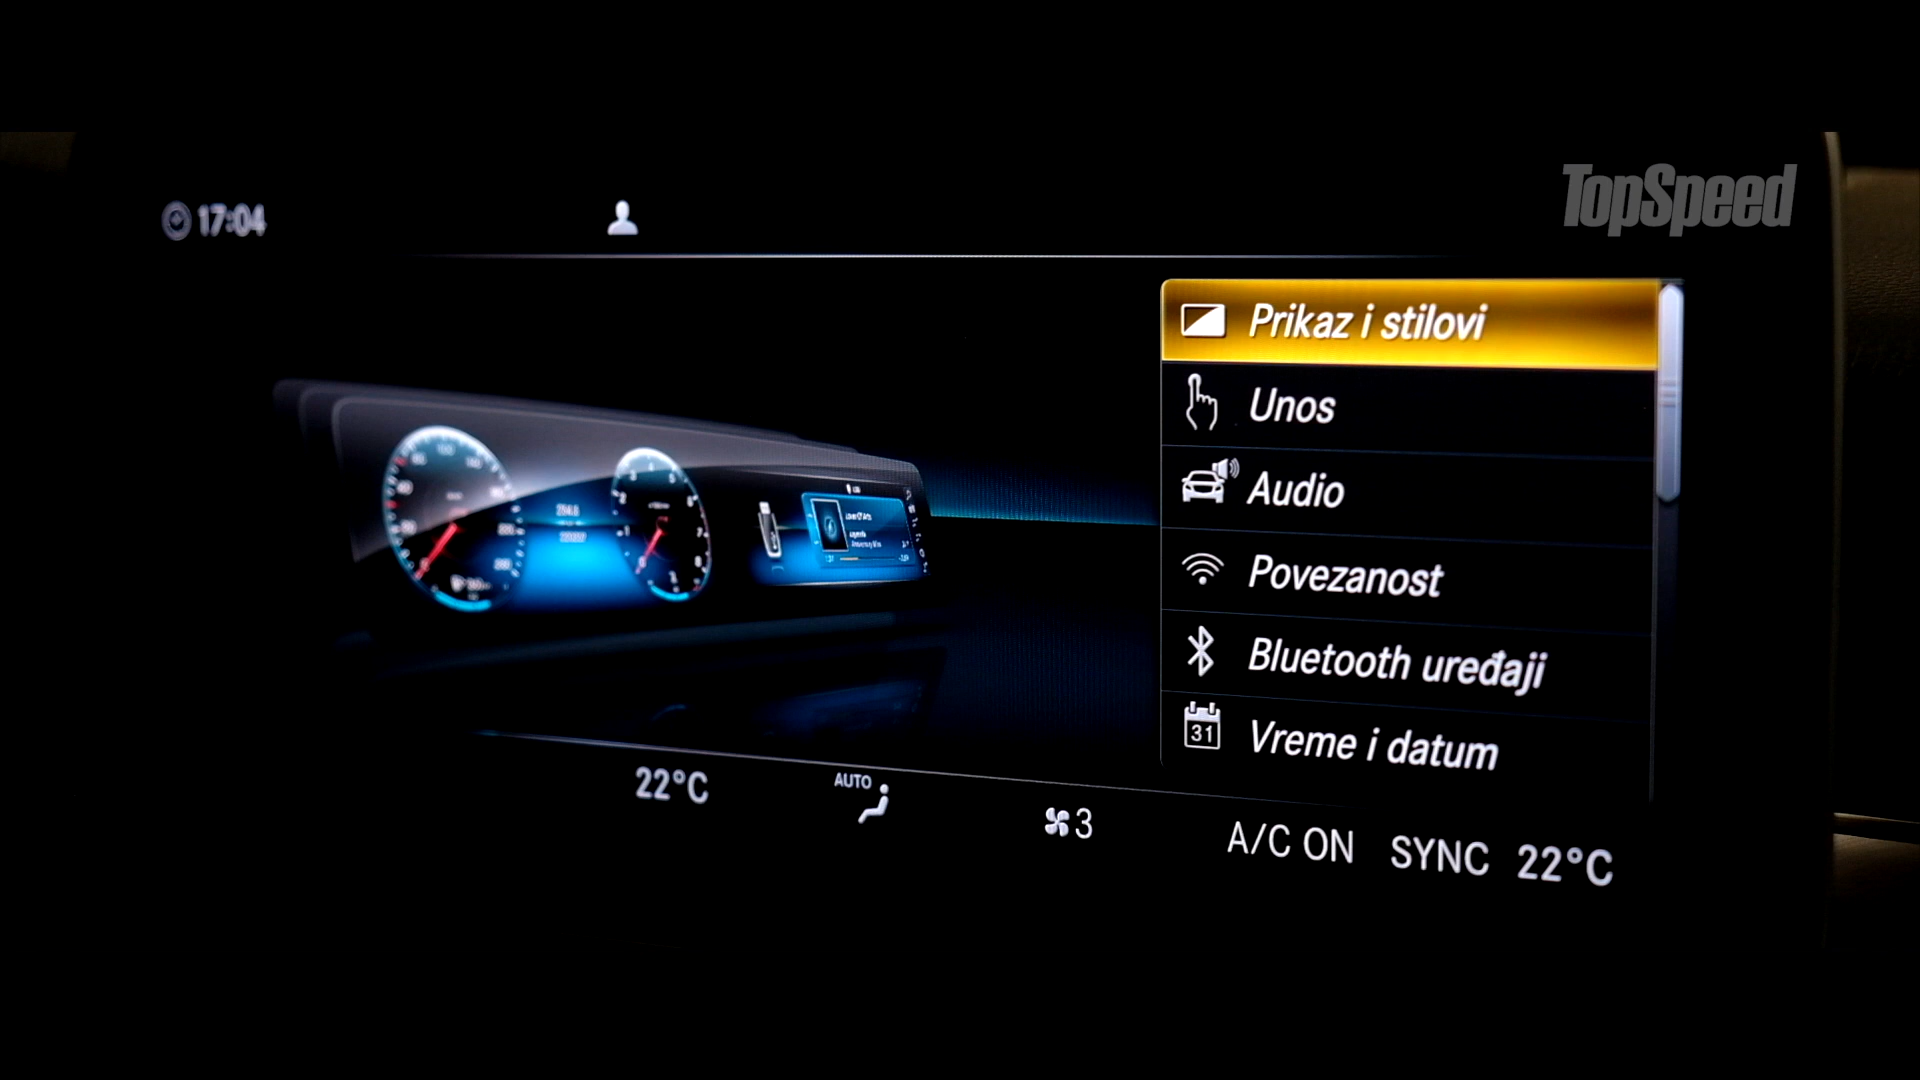 17:04
TopSpeed
Prikaz i stilovi
Unos
Audio
Povezanost
Bluetooth uređaji
31
Vreme i datum
22°C
AUTO
3
A/C ON SYNC 22°C